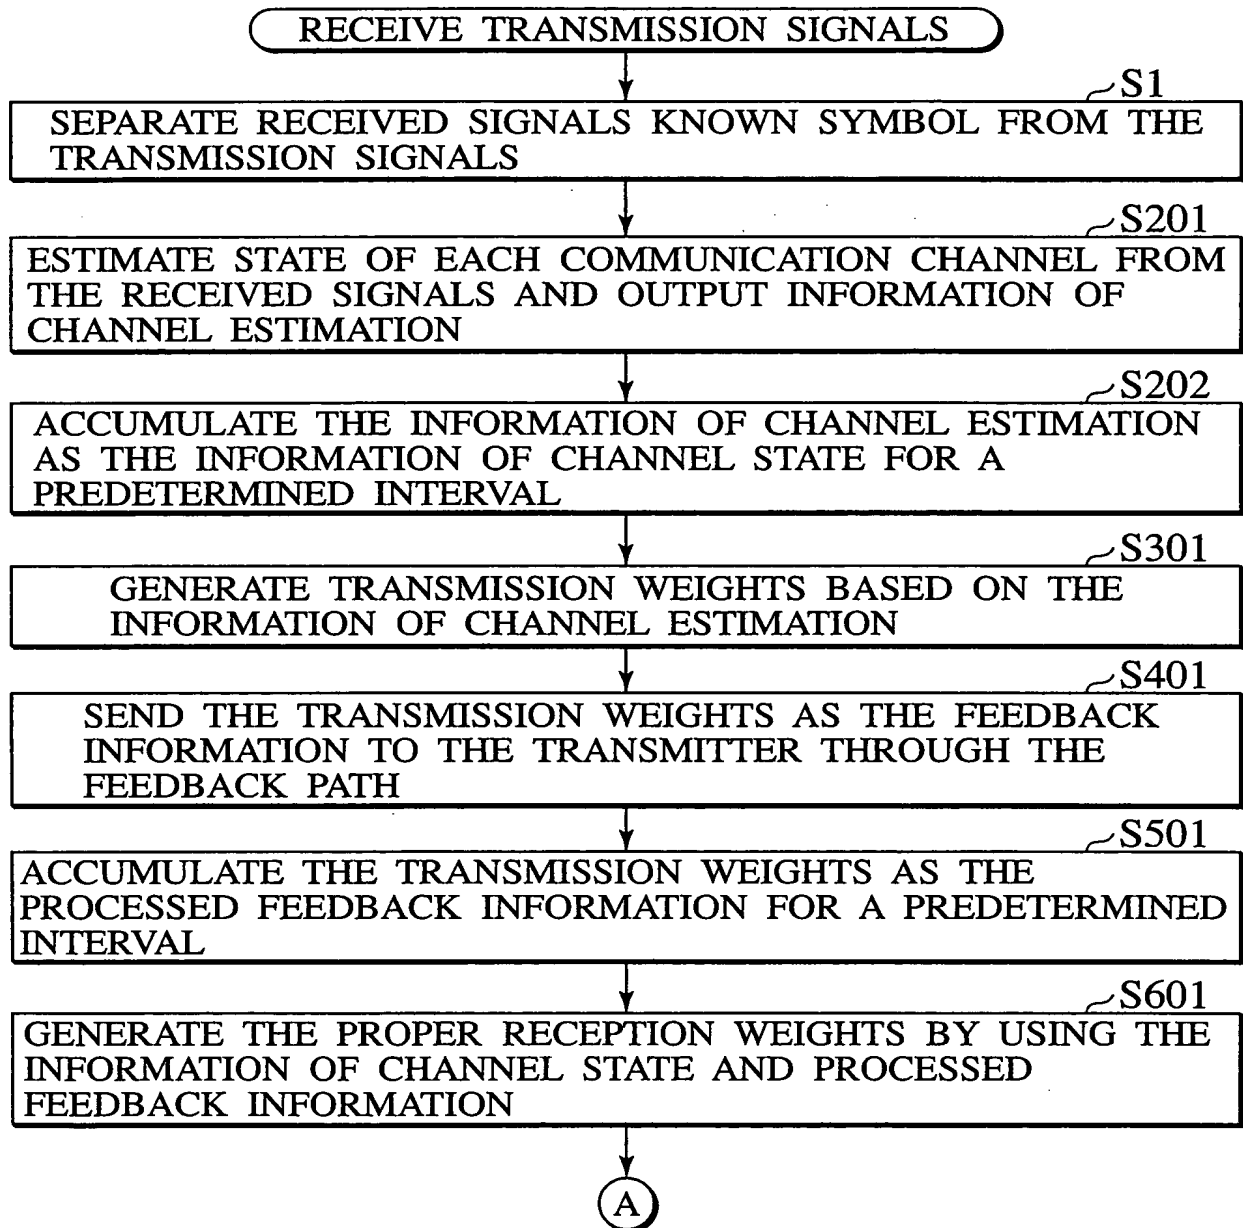 RECEIVE TRANSMISSION SIGNALS
S1
SEPARATE RECEIVED SIGNALS KNOWN SYMBOL FROM THE
TRANSMISSION SIGNALS
S201
ESTIMATE STATE OF EACH COMMUNICATION CHANNEL FROM
THE RECEIVED SIGNALS AND OUTPUT INFORMATION OF
CHANNEL ESTIMATION
S202
ACCUMULATE THE INFORMATION OF CHANNEL ESTIMATION
AS THE INFORMATION OF CHANNEL STATE FOR A
PREDETERMINED INTERVAL
S301
GENERATE TRANSMISSION WEIGHTS BASED ON THE
INFORMATION OF CHANNEL ESTIMATION
S401
SEND THE TRANSMISSION WEIGHTS AS THE FEEDBACK
INFORMATION TO THE TRANSMITTER THROUGH THE
FEEDBACK PATH
S501
ACCUMULATE THE TRANSMISSION WEIGHTS AS THE
PROCESSED FEEDBACK INFORMATION FOR A PREDETERMINED
INTERVAL
S601
GENERATE THE PROPER RECEPTION WEIGHTS BY USING THE
INFORMATION OF CHANNEL STATE AND PROCESSED
FEEDBACK INFORMATION
A